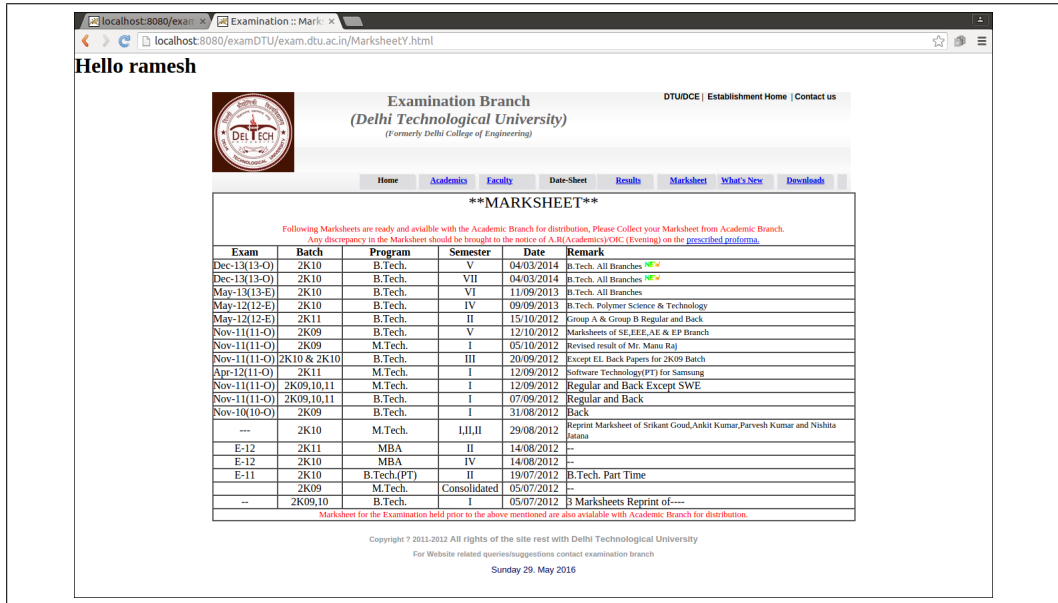 localhost:8080/exam
Examination :: Mark
localhost:8080/examDTU/exam.dtu.ac.in/MarksheetY.html
Hello ramesh
DELTECH
Examination Branch
(Delhi Technological University)
(Formerly Delhi College of Engineering)
DTU/DCE | Establishment Home | Contact us
Home Academics Faculty Date-Sheet Results Marksheet What's New Downloads
**MARKSHEET**
Following Marksheets are ready and avialble with the Academic Branch for distribution, Please Collect your Marksheet from Academic Branch.
Any discrepancy in the Marksheet should be brought to the notice of A.R(Academics)/OIC (Evening) on the prescribed proforma.
Exam Batch Program Semester Date Remark
Dec-13(13-O) 2K10 B.Tech. V 04/03/2014 B.Tech. All Branches NEW
Dec-13(13-O) 2K10 B.Tech. VII 04/03/2014 B.Tech. All Branches NEW
May-13(13-E) 2K10 B.Tech. VI 11/09/2013 B.Tech. All Branches
May-12(12-E) 2K10 B.Tech. IV 09/09/2013 B.Tech. Polymer Science & Technology
May-12(12-E) 2K11 B.Tech. II 15/10/2012 Group A & Group B Regular and Back
Nov-11(11-O) 2K09 B.Tech. V 12/10/2012 Marksheets of SE,EEE,AE & EP Branch
Nov-11(11-O) 2K09 M.Tech. I 05/10/2012 Revised result of Mr. Manu Raj
Nov-11(11-O) 2K10 & 2K10 B.Tech. III 20/09/2012 Except EL Back Papers for 2K09 Batch
Apr-12(11-O) 2K11 M.Tech. I 12/09/2012 Software Technology(PT) for Samsung
Nov-11(11-O) 2K09,10,11 M.Tech. I 12/09/2012 Regular and Back Except SWE
Nov-11(11-O) 2K09,10,11 B.Tech. I 07/09/2012 Regular and Back
Nov-10(10-O) 2K09 B.Tech. I 31/08/2012 Back
--- 2K10 M.Tech. I,II,II 29/08/2012 Reprint Marksheet of Srikant Goud,Ankit Kumar,Parvesh Kumar and Nishita
Jatana
E-12 2K11 MBA II 14/08/2012 --
E-12 2K10 MBA IV 14/08/2012 --
E-11 2K10 B.Tech.(PT) II 19/07/2012 B.Tech. Part Time
2K09 M.Tech. Consolidated 05/07/2012 --
-- 2K09,10 B.Tech. I 05/07/2012 3 Marksheets Reprint of----
Marksheet for the Examination held prior to the above mentioned are also avialable with Academic Branch for distribution.
Copyright ? 2011-2012 All rights of the site rest with Delhi Technological University
For Website related queries/suggestions contact examination branch
Sunday 29. May 2016